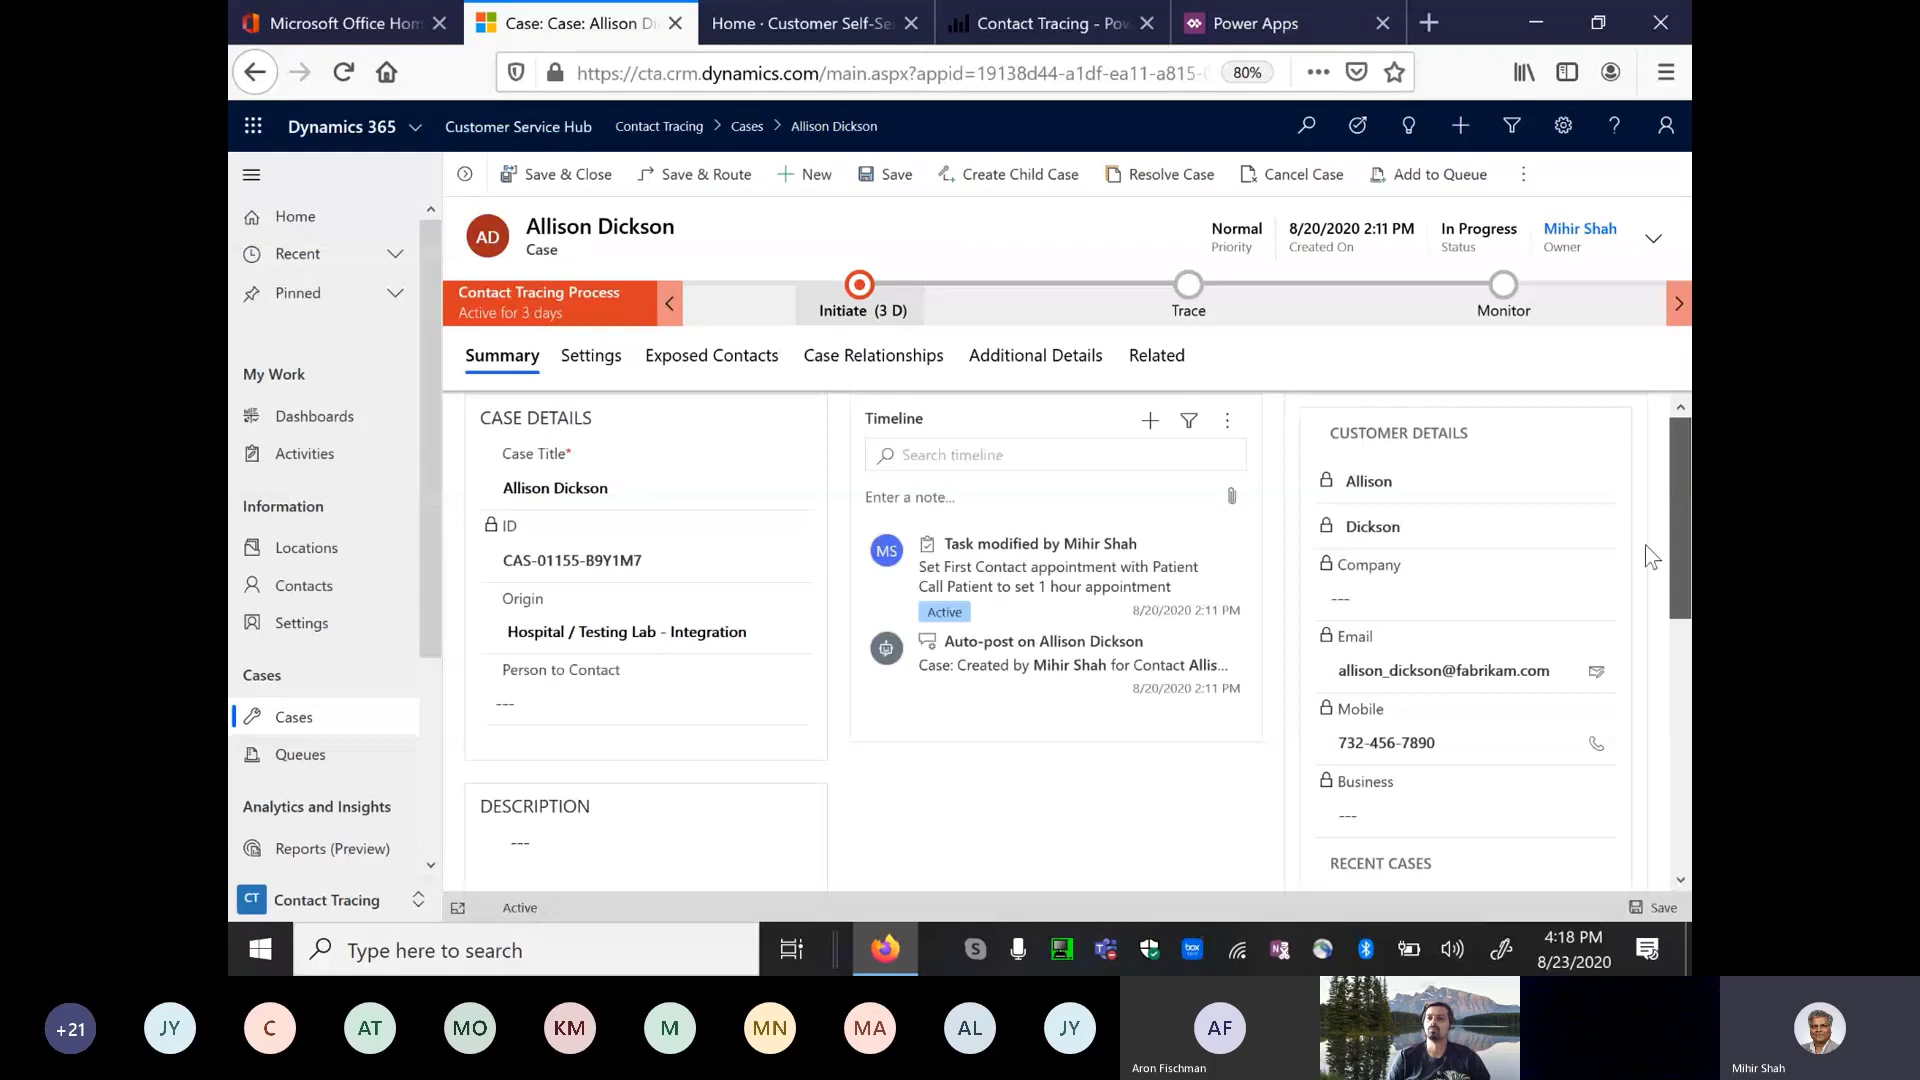 Microsoft Office Hom
Case: Case: Allison Di
Home · Customer Self-Se
Contact Tracing - Pow
Power Apps
https://cta.crm.dynamics.com/main.aspx?appid=19138d44-a1df-ea11-a815-
80%
Dynamics 365
Customer Service Hub
Contact Tracing > Cases > Allison Dickson
Save & Close
Save & Route
New
Save
Create Child Case
Resolve Case
Cancel Case
Add to Queue
Home
Recent
Pinned
My Work
Dashboards
Activities
Information
Locations
Contacts
Settings
Cases
Cases
Queues
Analytics and Insights
Reports (Preview)
CT
Contact Tracing
AD
Allison Dickson
Case
Normal
Priority
8/20/2020 2:11 PM
Created On
In Progress
Status
Mihir Shah
Owner
Contact Tracing Process
Active for 3 days
Initiate (3 D)
Trace
Monitor
Summary
Settings
Exposed Contacts
Case Relationships
Additional Details
Related
CASE DETAILS
Case Title*
Allison Dickson
ID
CAS-01155-B9Y1M7
Origin
Hospital / Testing Lab - Integration
Person to Contact
---
DESCRIPTION
---
Timeline
Search timeline
Enter a note...
MS
Task modified by Mihir Shah
Set First Contact appointment with Patient
Call Patient to set 1 hour appointment
Active
8/20/2020 2:11 PM
Auto-post on Allison Dickson
Case: Created by Mihir Shah for Contact Allis...
8/20/2020 2:11 PM
CUSTOMER DETAILS
Allison
Dickson
Company
---
Email
allison_dickson@fabrikam.com
Mobile
732-456-7890
Business
---
RECENT CASES
Active
Save
Type here to search
4:18 PM
8/23/2020
+21
JY
C
AT
MO
KM
M
MN
MA
AL
JY
AF
Aron Fischman
Mihir Shah